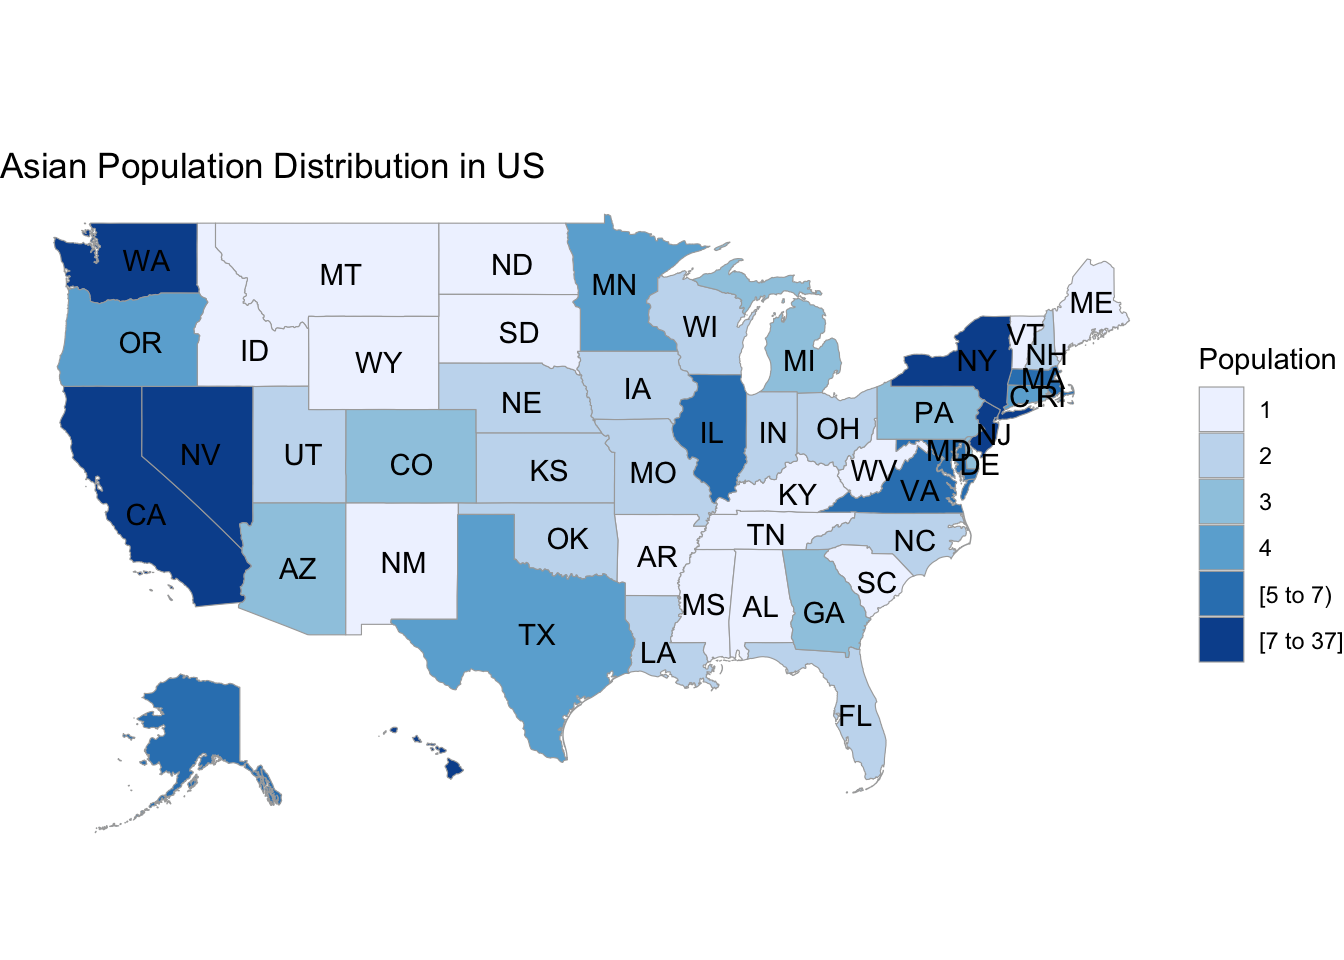 Asian Population Distribution in US
WA
MT
ND
MN
ME
OR
ID
SD
WI
VT
WY
NH
NY
MI
MA
IA
CT
RI
NE
PA
NV
UT
CO
IL
IN
OH
NJ
KS
MO
MD
DE
WV
CA
KY
VA
AZ
NM
OK
TN
NC
AR
SC
TX
MS
AL
GA
LA
FL
Population
1
2
3
4
[5 to 7)
[7 to 37]